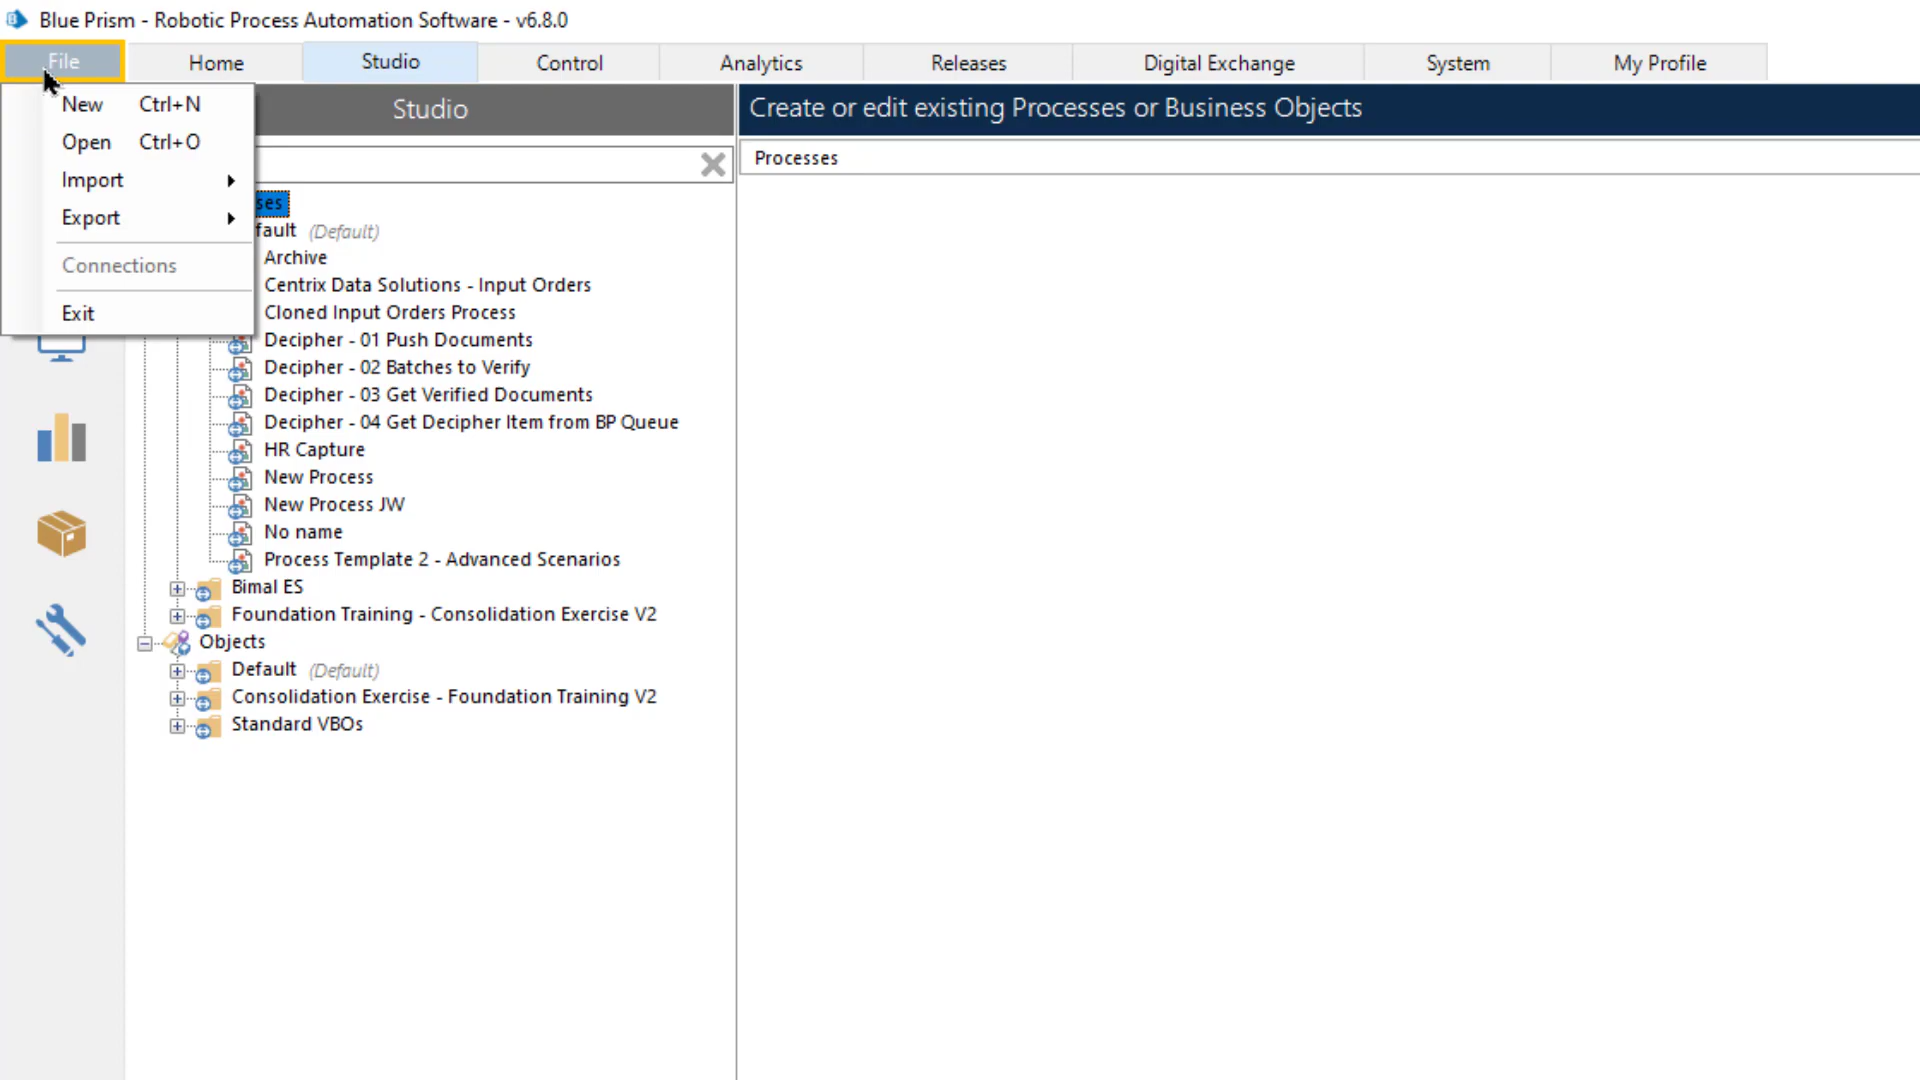 Blue Prism - Robotic Process Automation Software - v6.8.0
File Home Studio Control Analytics Releases Digital Exchange System My Profile
New Ctrl+N
Open Ctrl+O
Import
Export
Connections
Exit
Studio
Create or edit existing Processes or Business Objects
Processes
ses
fault (Default)
Archive
Centrix Data Solutions - Input Orders
Cloned Input Orders Process
Decipher - 01 Push Documents
Decipher - 02 Batches to Verify
Decipher - 03 Get Verified Documents
Decipher - 04 Get Decipher Item from BP Queue
HR Capture
New Process
New Process JW
No name
Process Template 2 - Advanced Scenarios
Bimal ES
Foundation Training - Consolidation Exercise V2
Objects
Default (Default)
Consolidation Exercise - Foundation Training V2
Standard VBOs